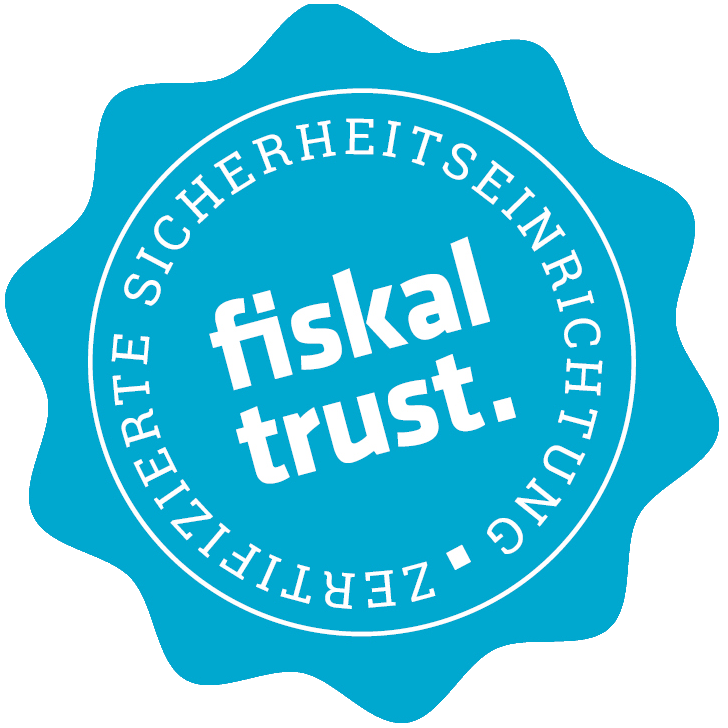 ZERTIFIZIERTE SICHERHEITSEINRICHTUNG ▪
fiskal
trust.